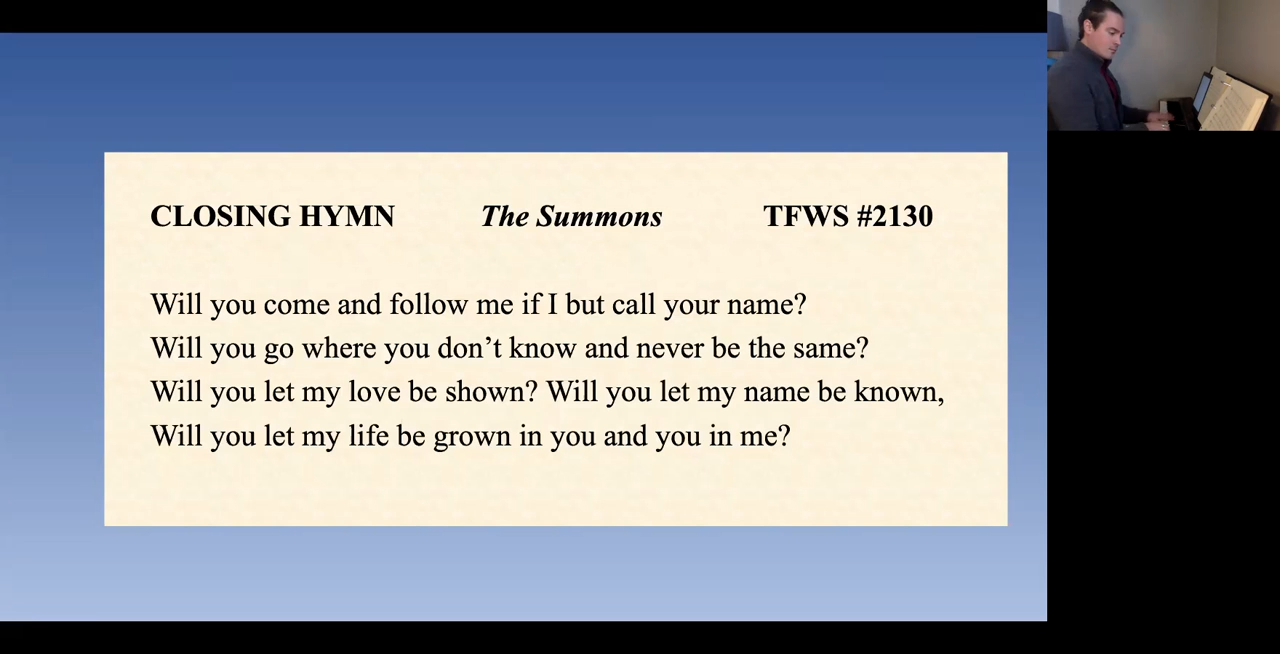 CLOSING HYMN The Summons TFWS #2130
Will you come and follow me if I but call your name?
Will you go where you don’t know and never be the same?
Will you let my love be shown? Will you let my name be known,
Will you let my life be grown in you and you in me?